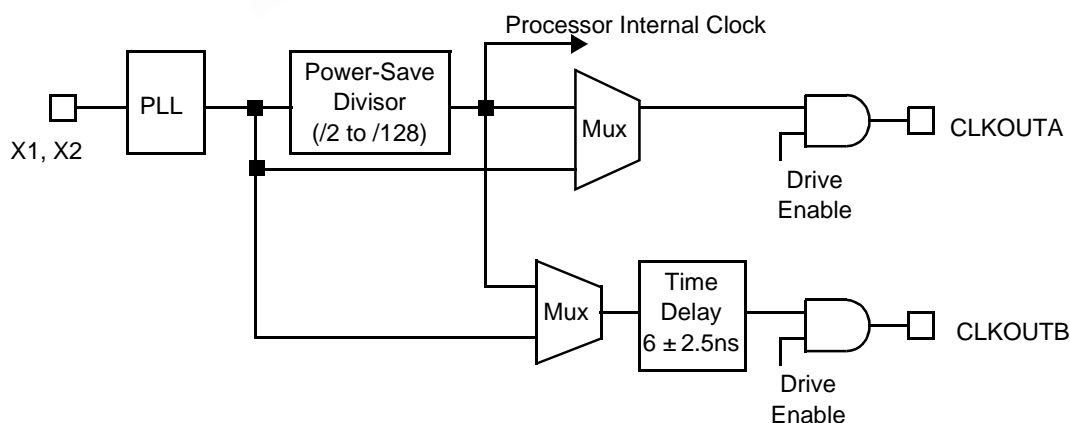 Processor Internal Clock
PLL
Power-Save
Divisor
(/2 to /128)
Mux
X1, X2
CLKOUTA
Drive
Enable
Mux
Time
Delay
6 ± 2.5ns
CLKOUTB
Drive
Enable